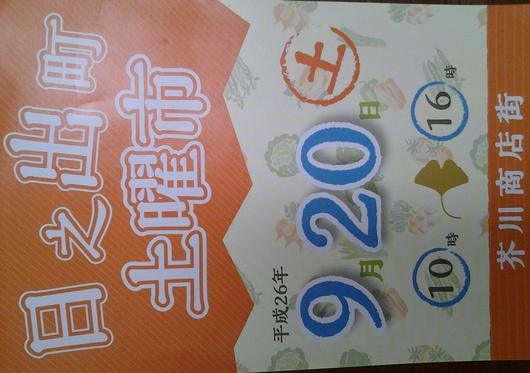 日之出町
土曜市
平成26年
9月20日 土
10時 16時
芥川商店街